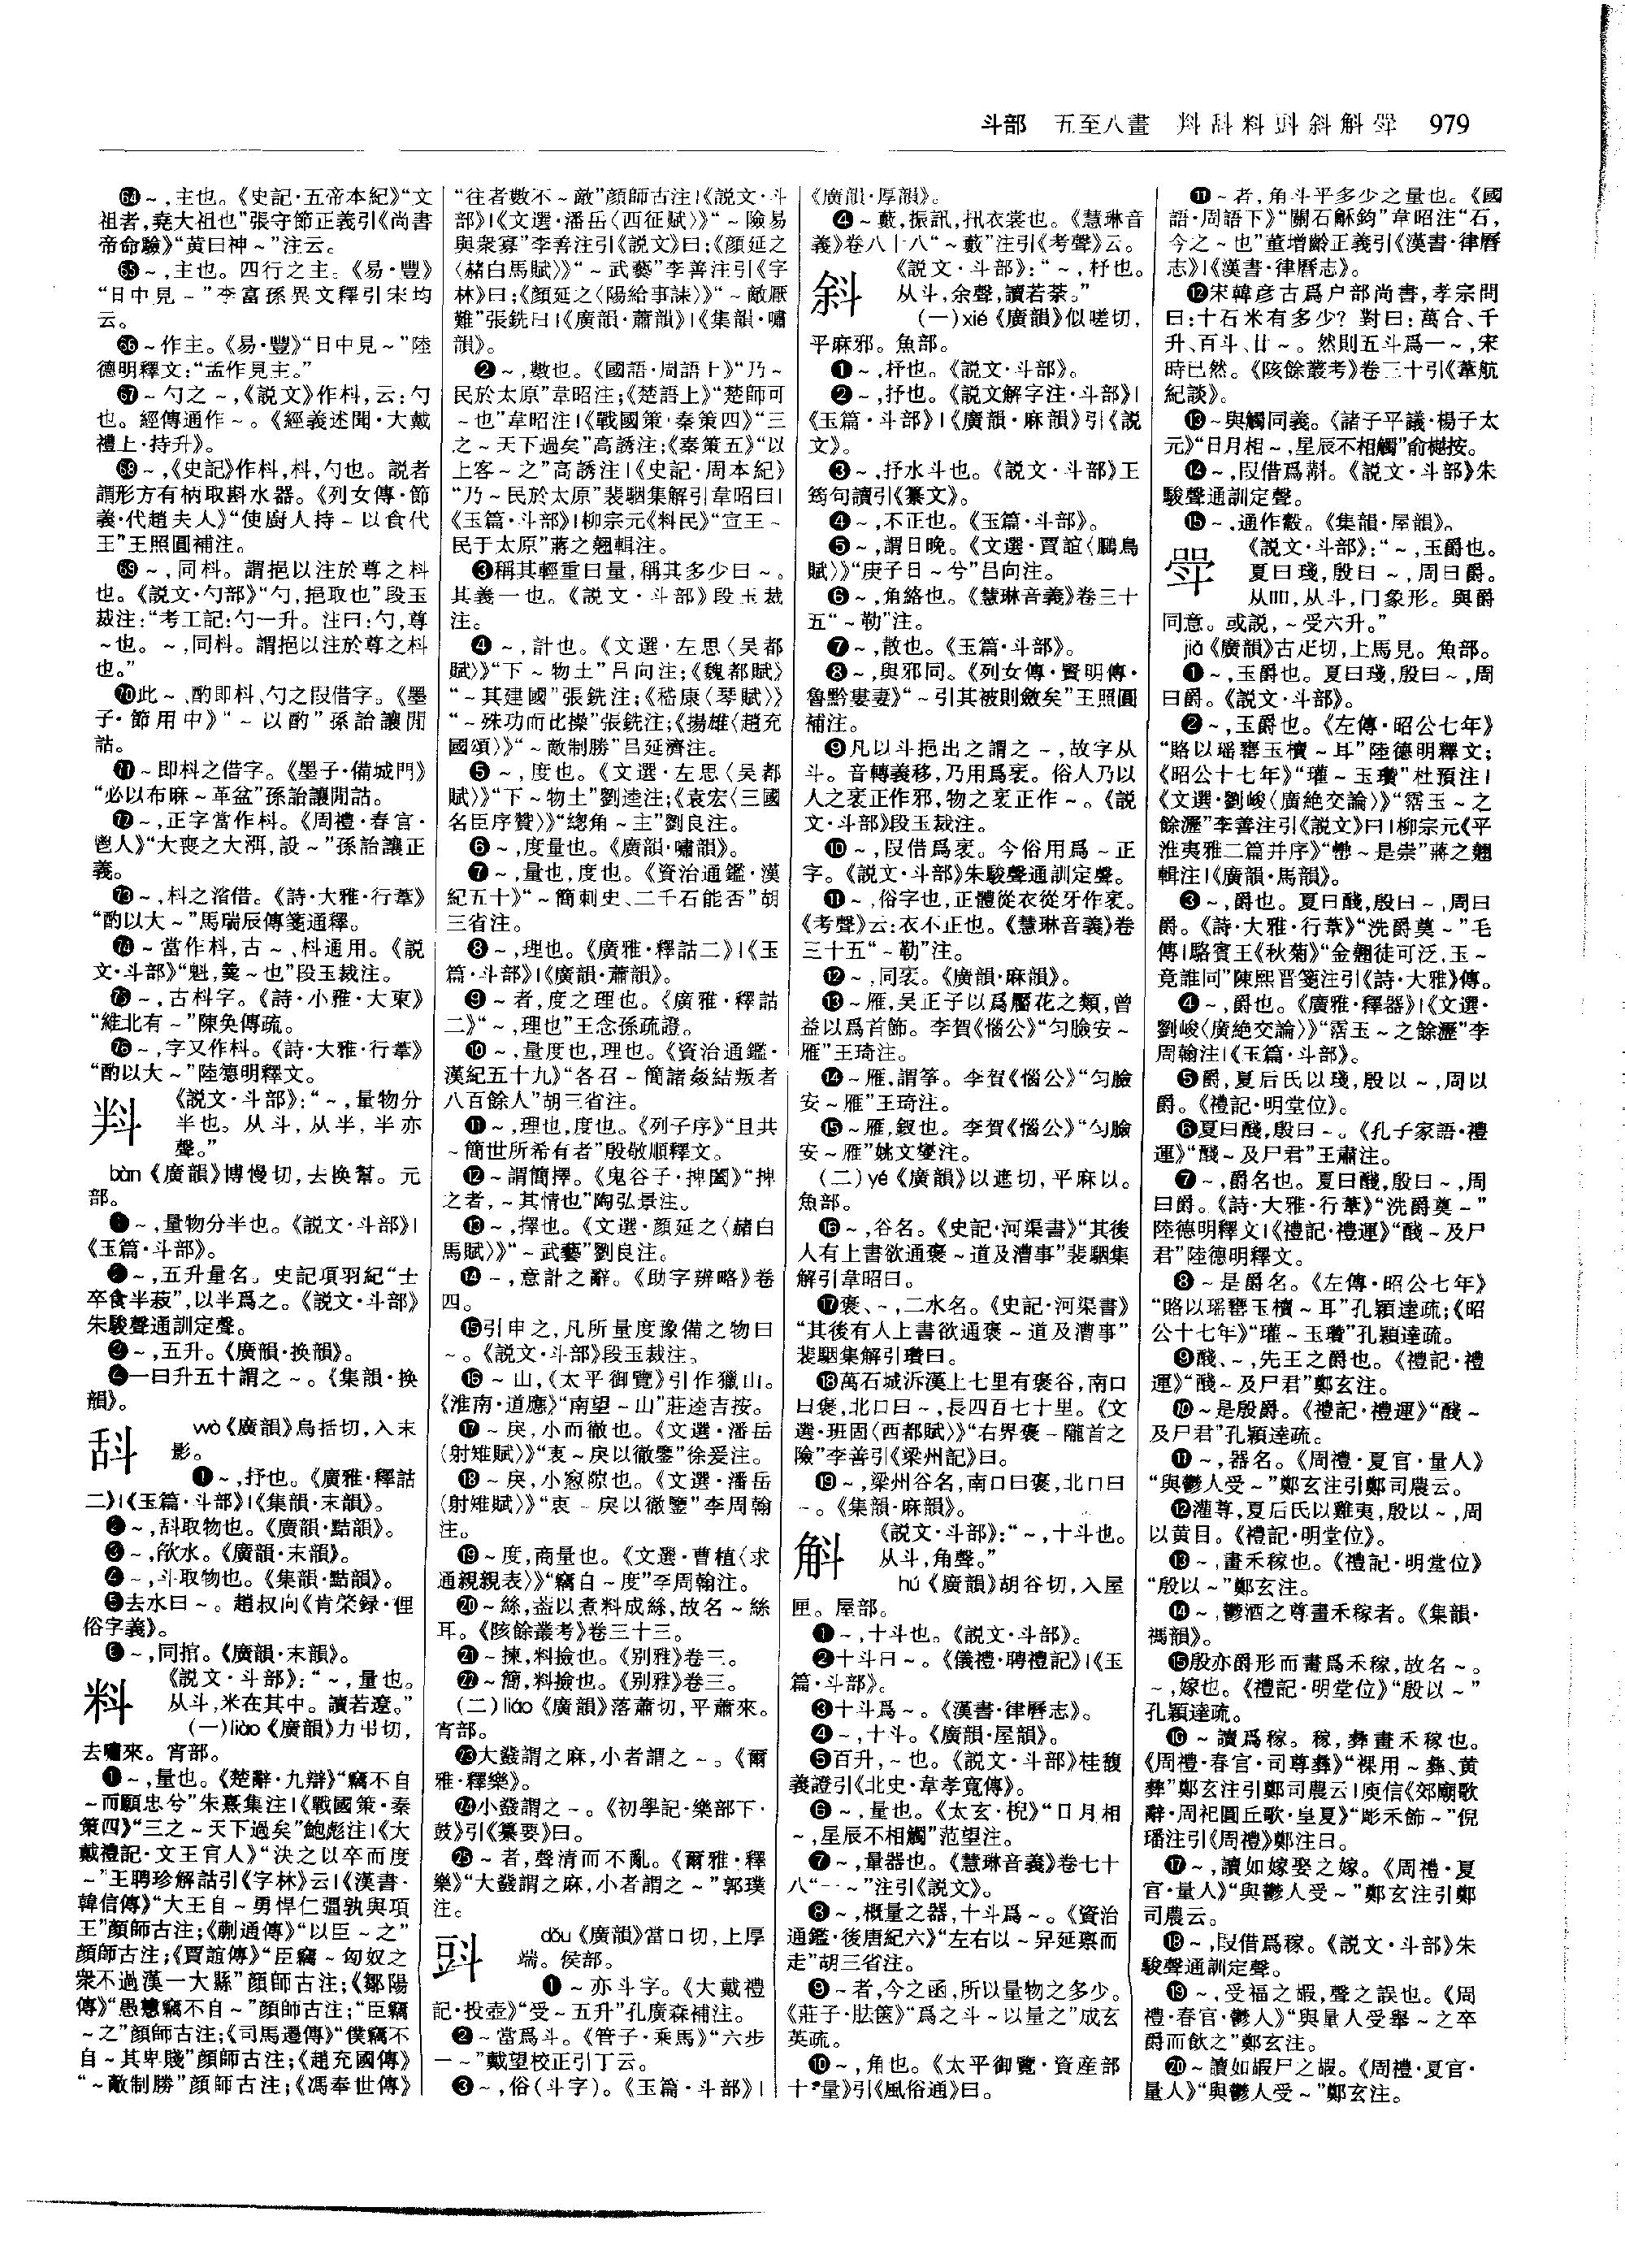 斗部　五至八畫　㪵㪶料㪷斜斛斝　979
㉔~,主也。《史記·五帝本紀》“文
祖者,堯大祖也”張守節正義引《尚書
帝命驗》“黄曰神~”注云。
~,主也。四行之主。《易·豐》
“日中見~”李富孫異文釋引宋均
云。
~作主。《易·豐》“日中見~”陸
德明釋文:“孟作見主。”
~勺之~,《説文》作枓,云:勺
也。經傳通作~。《經義述聞·大戴
禮上·持升》。
~,《史記》作枓,枓,勺也。説者
謂形方有柄取斟水器。《列女傳·節
義·代趙夫人》“使廚人持~以食代
王”王照圓補注。
~,同枓。謂挹以注於尊之枓
也。《説文·勺部》“勺,挹取也”段玉
裁注:“考工記:勺一升。注曰:勺,尊
~也。~,同枓。謂挹以注於尊之枓
也。”
此~、酌即枓、勺之叚借字。《墨
子·節用中》“~以酌”孫詒讓閒
詁。
~即枓之借字。《墨子·備城門》
“必以布麻~革盆”孫詒讓閒詁。
~,正字當作枓。《周禮·春官·
鬯人》“大喪之大渳,設~”孫詒讓正
義。
~,枓之渻借。《詩·大雅·行葦》
“酌以大~”馬瑞辰傳箋通釋。
~當作枓,古~、枓通用。《説
文·斗部》“魁,羹~也”段玉裁注。
~,古枓字。《詩·小雅·大東》
“維北有~”陳奂傳疏。
~,字又作枓。《詩·大雅·行葦》
“酌以大~”陸德明釋文。
㪵
《説文·斗部》:“~,量物分
半也。从斗,从半,半亦
聲。”
bàn《廣韻》博慢切,去换幫。元
部。
❶~,量物分半也。《説文·斗部》|
《玉篇·斗部》。
❷~,五升量名。史記項羽紀“士
卒食半菽”,以半爲之。《説文·斗部》
朱駿聲通訓定聲。
❸~,五升。《廣韻·换韻》。
❹一曰升五十謂之~。《集韻·换
韻》。
㪶
wò《廣韻》烏括切,入末
影。
❶~,抒也。《廣雅·釋詁
二》|《玉篇·斗部》|《集韻·末韻》。
❷~,㪶取物也。《廣韻·黠韻》。
❸~,飲水。《廣韻·末韻》。
❹~,斗取物也。《集韻·黠韻》。
❺去水曰~。趙叔向《肯綮録·俚
俗字義》。
❻~,同捾。《廣韻·末韻》。
料
《説文·斗部》:“~,量也。
从斗,米在其中。讀若遼。”
(一)liào《廣韻》力弔切,
去嘯來。宵部。
❶~,量也。《楚辭·九辯》“竊不自
~而願忠兮”朱熹集注|《戰國策·秦
策四》“三之~天下過矣”鮑彪注|《大
戴禮記·文王官人》“決之以卒而度
~”王聘珍解詁引《字林》云|《漢書·
韓信傳》“大王自~勇悍仁彊孰與項
王”顔師古注;《蒯通傳》“以臣~之”
顔師古注;《賈誼傳》“臣竊~匈奴之
衆不過漢一大縣”顔師古注;《鄒陽
傳》“愚戇竊不自~”顔師古注;“臣竊
~之”顔師古注;《司馬遷傳》“僕竊不
自~其卑賤”顔師古注;《趙充國傳》
“~敵制勝”顔師古注;《馮奉世傳》
“往者數不~敵”顔師古注|《説文·斗
部》|《文選·潘岳〈西征賦〉》“~險易
與衆寡”李善注引《説文》曰;《顔延之
〈赭白馬賦〉》“~武藝”李善注引《字
林》曰;《顔延之〈陽給事誄〉》“~敵厭
難”張銑曰|《廣韻·蕭韻》|《集韻·嘯
韻》。
❷~,數也。《國語·周語上》“乃~
民於太原”韋昭注;《楚語上》“楚師可
~也”韋昭注|《戰國策·秦策四》“三
之~天下過矣”高誘注;《秦策五》“以
上客~之”高誘注|《史記·周本紀》
“乃~民於太原”裴駰集解引韋昭曰|
《玉篇·斗部》|柳宗元《料民》“宣王~
民于太原”蔣之翹輯注。
❸稱其輕重曰量,稱其多少曰~。
其義一也。《説文·斗部》段玉裁
注。
❹~,計也。《文選·左思〈吴都
賦〉》“下~物土”呂向注;《魏都賦》
“~其建國”張銑注;《嵇康〈琴賦〉》
“~殊功而比操”張銑注;《揚雄〈趙充
國頌〉》“~敵制勝”吕延濟注。
❺~,度也。《文選·左思〈吴都
賦〉》“下~物土”劉逵注;《袁宏〈三國
名臣序贊〉》“總角~主”劉良注。
❻~,度量也。《廣韻·嘯韻》。
❼~,量也,度也。《資治通鑑·漢
紀五十》“~簡刺史、二千石能否”胡
三省注。
❽~,理也。《廣雅·釋詁二》|《玉
篇·斗部》|《廣韻·蕭韻》。
❾~者,度之理也。《廣雅·釋詁
二》“~,理也”王念孫疏證。
❿~,量度也,理也。《資治通鑑·
漢紀五十九》“各召~簡諸姦結叛者
八百餘人”胡三省注。
⓫~,理也,度也。《列子序》“且共
~簡世所希有者”殷敬順釋文。
⓬~謂簡擇。《鬼谷子·捭闔》“捭
之者,~其情也”陶弘景注。
⓭~,擇也。《文選·顔延之〈赭白
馬賦〉》“~武藝”劉良注。
⓮~,意計之辭。《助字辨略》卷
四。
⓯引申之,凡所量度豫備之物曰
~。《説文·斗部》段玉裁注。
⓰~山,《太平御覽》引作獵山。
《淮南·道應》“南望~山”莊逵吉按。
⓱~戾,小而徹也。《文選·潘岳
〈射雉賦〉》“衷~戾以徹鑒”徐爰注。
⓲~戾,小窓隙也。《文選·潘岳
〈射雉賦〉》“衷~戾以徹鑒”李周翰
注。
⓳~度,商量也。《文選·曹植〈求
通親親表〉》“竊自~度”李周翰注。
⓴~絲,盖以煮料成絲,故名~絲
耳。《陔餘叢考》卷三十三。
㉑~揀,料撿也。《别雅》卷三。
㉒~簡,料撿也。《别雅》卷三。
(二)liáo《廣韻》落蕭切,平蕭來。
宵部。
㉓大鼗謂之麻,小者謂之~。《爾
雅·釋樂》。
㉔小鼗謂之~。《初學記·樂部下·
鼓》引《纂要》曰。
㉕~者,聲清而不亂。《爾雅·釋
樂》“大鼗謂之麻,小者謂之~”郭璞
注。
㪷
dǒu《廣韻》當口切,上厚
端。侯部。
❶~亦斗字。《大戴禮
記·投壺》“受~五升”孔廣森補注。
❷~當爲斗。《管子·乘馬》“六步
一~”戴望校正引丁云。
❸~,俗(斗字)。《玉篇·斗部》|
《廣韻·厚韻》。
❹~藪,振訊,抧衣裳也。《慧琳音
義》卷八十八“~藪”注引《考聲》云。
斜
《説文·斗部》:“~,杼也。
从斗,余聲,讀若荼。”
(一)xié《廣韻》似嗟切,
平麻邪。魚部。
❶~,杼也。《説文·斗部》。
❷~,抒也。《説文解字注·斗部》|
《玉篇·斗部》|《廣韻·麻韻》引《説
文》。
❸~,抒水斗也。《説文·斗部》王
筠句讀引《纂文》。
❹~,不正也。《玉篇·斗部》。
❺~,謂日晚。《文選·賈誼〈鵩鳥
賦〉》“庚子日~兮”吕向注。
❻~,角絡也。《慧琳音義》卷三十
五“~勒”注。
❼~,散也。《玉篇·斗部》。
❽~,與邪同。《列女傳·賢明傳·
魯黔婁妻》“~引其被則斂矣”王照圓
補注。
❾凡以斗挹出之謂之~,故字从
斗。音轉義移,乃用爲衺。俗人乃以
人之衺正作邪,物之衺正作~。《説
文·斗部》段玉裁注。
❿~,叚借爲衺。今俗用爲~正
字。《説文·斗部》朱駿聲通訓定聲。
⓫~,俗字也,正體從衣從牙作衺。
《考聲》云:衣不正也。《慧琳音義》卷
三十五“~勒”注。
⓬~,同衺。《廣韻·麻韻》。
⓭~雁,吴正子以爲靨花之類,曾
益以爲首飾。李賀《惱公》“匀臉安~
雁”王琦注。
⓮~雁,謂筝。李賀《惱公》“匀臉
安~雁”王琦注。
⓯~雁,釵也。李賀《惱公》“匀臉
安~雁”姚文燮注。
(二)yé《廣韻》以遮切,平麻以。
魚部。
⓰~,谷名。《史記·河渠書》“其後
人有上書欲通褒~道及漕事”裴駰集
解引韋昭曰。
⓱褒、~,二水名。《史記·河渠書》
“其後有人上書欲通褒~道及漕事”
裴駰集解引瓚曰。
⓲萬石城泝漢上七里有褒谷,南口
曰褒,北口曰~,長四百七十里。《文
選·班固〈西都賦〉》“右界褒~隴首之
險”李善引《梁州記》曰。
⓳~,梁州谷名,南口曰褒,北口曰
~。《集韻·麻韻》。
斛
《説文·斗部》:“~,十斗也。
从斗,角聲。”
hú《廣韻》胡谷切,入屋
匣。屋部。
❶~,十斗也。《説文·斗部》。
❷十斗曰~。《儀禮·聘禮記》|《玉
篇·斗部》。
❸十斗爲~。《漢書·律曆志》。
❹~,十斗。《廣韻·屋韻》。
❺百升,~也。《説文·斗部》桂馥
義證引《北史·韋孝寬傳》。
❻~,量也。《太玄·棿》“日月相
~,星辰不相觸”范望注。
❼~,量器也。《慧琳音義》卷七十
八“一~”注引《説文》。
❽~,概量之器,十斗爲~。《資治
通鑑·後唐紀六》“左右以~舁延禀而
走”胡三省注。
❾~者,今之函,所以量物之多少。
《莊子·胠篋》“爲之斗~以量之”成玄
英疏。
❿~,角也。《太平御覽·資産部
十·量》引《風俗通》曰。
⓫~者,角斗平多少之量也。《國
語·周語下》“關石龢鈞”韋昭注“石,
今之~也”董增齡正義引《漢書·律曆
志》|《漢書·律曆志》。
⓬宋韓彦古爲户部尚書,孝宗問
曰:十石米有多少?對曰:萬合、千
升、百斗、廿~。然則五斗爲一~,宋
時已然。《陔餘叢考》卷三十引《葦航
紀談》。
⓭~與觸同義。《諸子平議·楊子太
元》“日月相~,星辰不相觸”俞樾按。
⓮~,叚借爲斠。《説文·斗部》朱
駿聲通訓定聲。
⓯~,通作觳。《集韻·屋韻》。
斝
《説文·斗部》:“~,玉爵也。
夏曰琖,殷曰~,周曰爵。
从吅,从斗,冂象形。與爵
同意。或説,~受六升。”
jiǎ《廣韻》古疋切,上馬見。魚部。
❶~,玉爵也。夏曰琖,殷曰~,周
曰爵。《説文·斗部》。
❷~,玉爵也。《左傳·昭公七年》
“賂以瑶罋玉櫝~耳”陸德明釋文;
《昭公十七年》“瓘~玉瓚”杜預注|
《文選·劉峻〈廣絶交論〉》“霑玉~之
餘瀝”李善注引《説文》曰|柳宗元《平
淮夷雅二篇并序》“~是崇”蔣之翹
輯注|《廣韻·馬韻》。
❸~,爵也。夏曰醆,殷曰~,周曰
爵。《詩·大雅·行葦》“洗爵奠~”毛
傳|駱賓王《秋菊》“金翹徒可泛,玉~
竟誰同”陳熙晋箋注引《詩·大雅》傳。
❹~,爵也。《廣雅·釋器》|《文選·
劉峻〈廣絶交論〉》“霑玉~之餘瀝”李
周翰注|《玉篇·斗部》。
❺爵,夏后氏以琖,殷以~,周以
爵。《禮記·明堂位》。
❻夏曰醆,殷曰~。《孔子家語·禮
運》“醆~及尸君”王肅注。
❼~,爵名也。夏曰醆,殷曰~,周
曰爵。《詩·大雅·行葦》“洗爵奠~”
陸德明釋文|《禮記·禮運》“醆~及尸
君”陸德明釋文。
❽~是爵名。《左傳·昭公七年》
“賂以瑶罋玉櫝~耳”孔穎達疏;《昭
公十七年》“瓘~玉瓚”孔穎達疏。
❾醆、~,先王之爵也。《禮記·禮
運》“醆~及尸君”鄭玄注。
❿~是殷爵。《禮記·禮運》“醆~
及尸君”孔穎達疏。
⓫~,器名。《周禮·夏官·量人》
“與鬱人受~”鄭玄注引鄭司農云。
⓬灌尊,夏后氏以雞夷,殷以~,周
以黄目。《禮記·明堂位》。
⓭~,畫禾稼也。《禮記·明堂位》
“殷以~”鄭玄注。
⓮~,鬱酒之尊畫禾稼者。《集韻·
禡韻》。
⓯殷亦爵形而畫爲禾稼,故名~。
~,嫁也。《禮記·明堂位》“殷以~”
孔穎達疏。
⓰~讀爲稼。稼,彝畫禾稼也。
《周禮·春官·司尊彝》“祼用~彝、黄
彝”鄭玄注引鄭司農云|庾信《郊廟歌
辭·周祀圓丘歌·皇夏》“彫禾飾~”倪
璠注引《周禮》鄭注曰。
⓱~,讀如嫁娶之嫁。《周禮·夏
官·量人》“與鬱人受~”鄭玄注引鄭
司農云。
⓲~,叚借爲稼。《説文·斗部》朱
駿聲通訓定聲。
⓳~,受福之嘏,聲之誤也。《周
禮·春官·鬱人》“與量人受舉~之卒
爵而飲之”鄭玄注。
⓴~讀如嘏尸之嘏。《周禮·夏官·
量人》“與鬱人受~”鄭玄注。